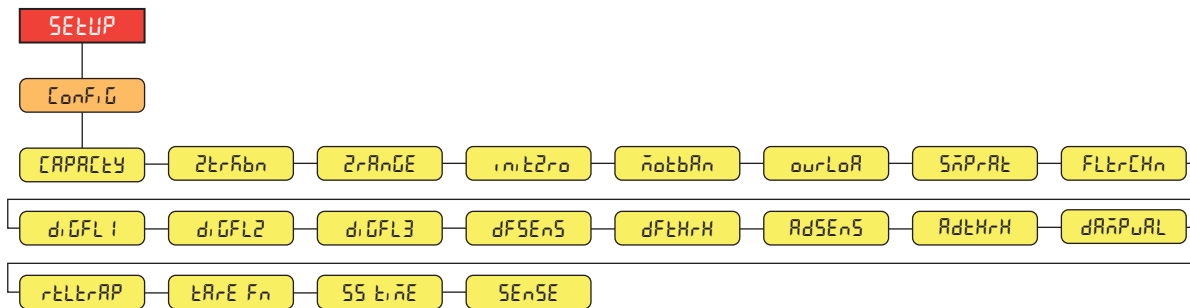 SEtUP
ConFiG
CAPACtY ZtrKbn ZrAnGE initZro motbAn ovrLoA SmPrAt FLtrCHn
diGFL1 diGFL2 diGFL3 dFSEnS dFtHrH AdSEnS AdtHrH dAmPvAL
rtLtrAP tArE Fn SS timE SEnSE